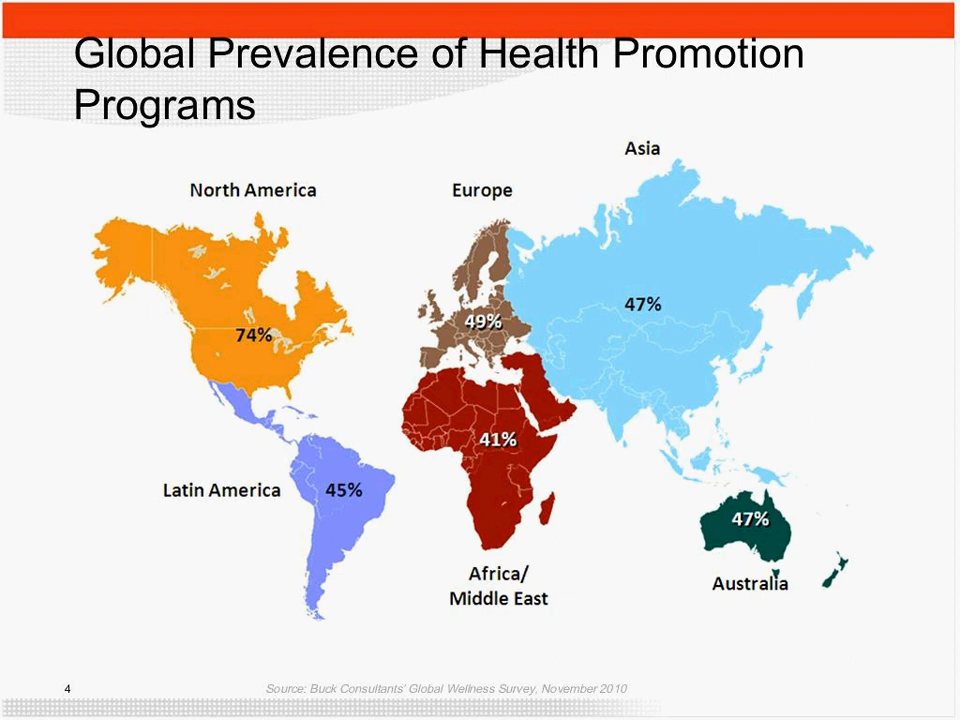 Global Prevalence of Health Promotion
Programs
Asia
North America
Europe
47%
49%
74%
41%
Latin America
45%
47%
Africa/
Middle East
Australia
4
Source: Buck Consultants' Global Wellness Survey, November 2010